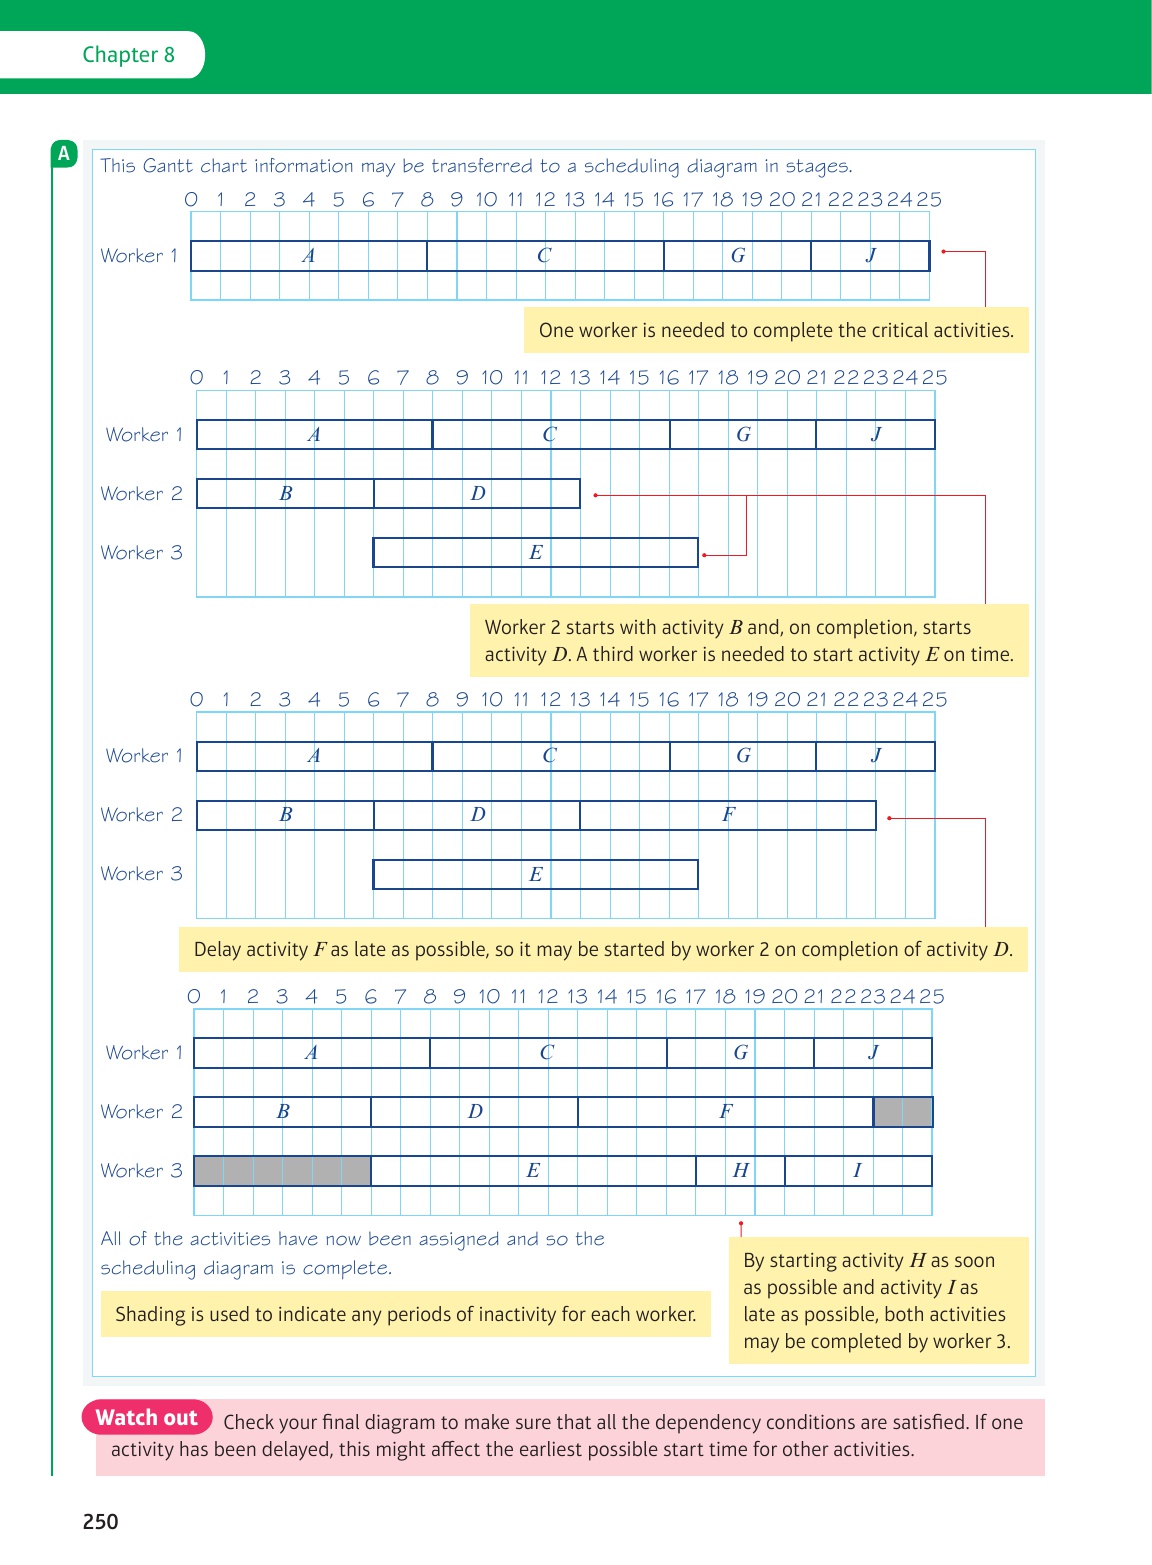 Chapter 8
A
This Gantt chart information may be transferred to a scheduling diagram in stages.
0 1 2 3 4 5 6 7 8 9 10 11 12 13 14 15 16 17 18 19 20 21 22 23 24 25
Worker 1 A C G J
One worker is needed to complete the critical activities.
0 1 2 3 4 5 6 7 8 9 10 11 12 13 14 15 16 17 18 19 20 21 22 23 24 25
Worker 1 A C G J
Worker 2 B D
Worker 3 E
Worker 2 starts with activity B and, on completion, starts
activity D. A third worker is needed to start activity E on time.
0 1 2 3 4 5 6 7 8 9 10 11 12 13 14 15 16 17 18 19 20 21 22 23 24 25
Worker 1 A C G J
Worker 2 B D F
Worker 3 E
Delay activity F as late as possible, so it may be started by worker 2 on completion of activity D.
0 1 2 3 4 5 6 7 8 9 10 11 12 13 14 15 16 17 18 19 20 21 22 23 24 25
Worker 1 A C G J
Worker 2 B D F
Worker 3 E H I
All of the activities have now been assigned and so the
scheduling diagram is complete.
Shading is used to indicate any periods of inactivity for each worker.
By starting activity H as soon
as possible and activity I as
late as possible, both activities
may be completed by worker 3.
Watch out Check your final diagram to make sure that all the dependency conditions are satisfied. If one
activity has been delayed, this might affect the earliest possible start time for other activities.
250